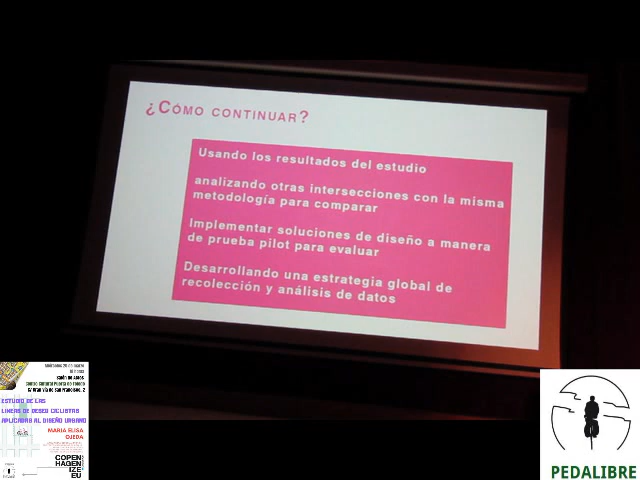 ¿CÓMO CONTINUAR?
Usando los resultados del estudio
analizando otras intersecciones con la misma
metodología para comparar
Implementar soluciones de diseño a manera
de prueba pilot para evaluar
Desarrollando una estrategia global de
recolección y análisis de datos
ESTUDIO DE LAS
LINEAS DE DESEO CICLISTAS
APLICADAS AL DISEÑO URBANO
MARIA ELISA
OJEDA
COPEN
HAGEN
IZE
EU
PEDALIBRE